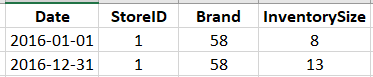 Date StoreID Brand InventorySize
2016-01-01 1 58 8
2016-12-31 1 58 13